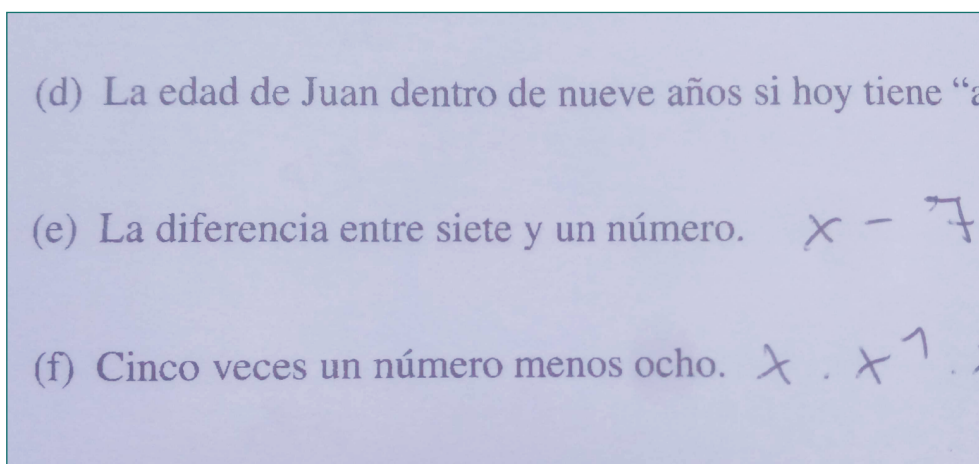 (d) La edad de Juan dentro de nueve años si hoy tiene “a
(e) La diferencia entre siete y un número. x - 7
(f) Cinco veces un número menos ocho. x . x¹ .